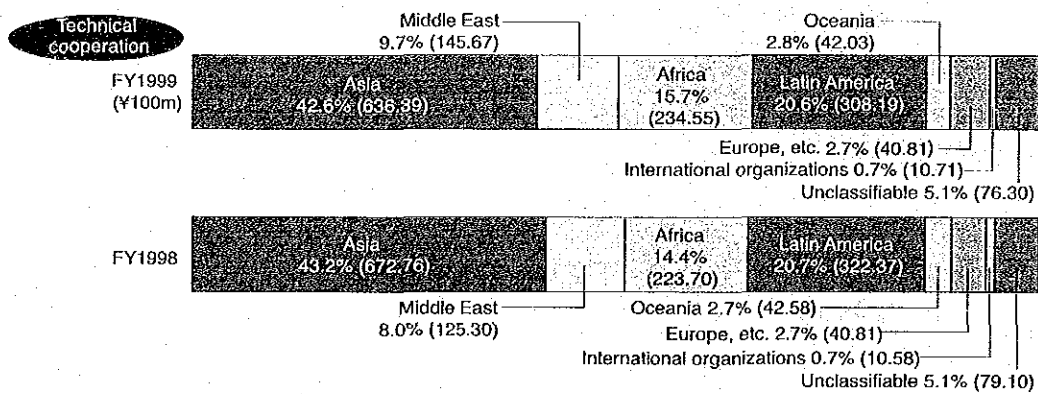 Technical
cooperation
FY1999
(¥100m)
Middle East
9.7% (145.67)
Oceania
2.8% (42.03)
Asia
42.6% (636.39)
Africa
15.7%
(234.55)
Latin America
20.6% (308.19)
Europe, etc. 2.7% (40.81)
International organizations 0.7% (10.71)
Unclassifiable 5.1% (76.30)
FY1998
Asia
43.2% (672.76)
Africa
14.4%
(223.70)
Latin America
20.7% (322.37)
Middle East
8.0% (125.30)
Oceania 2.7% (42.58)
Europe, etc. 2.7% (40.81)
International organizations 0.7% (10.58)
Unclassifiable 5.1% (79.10)